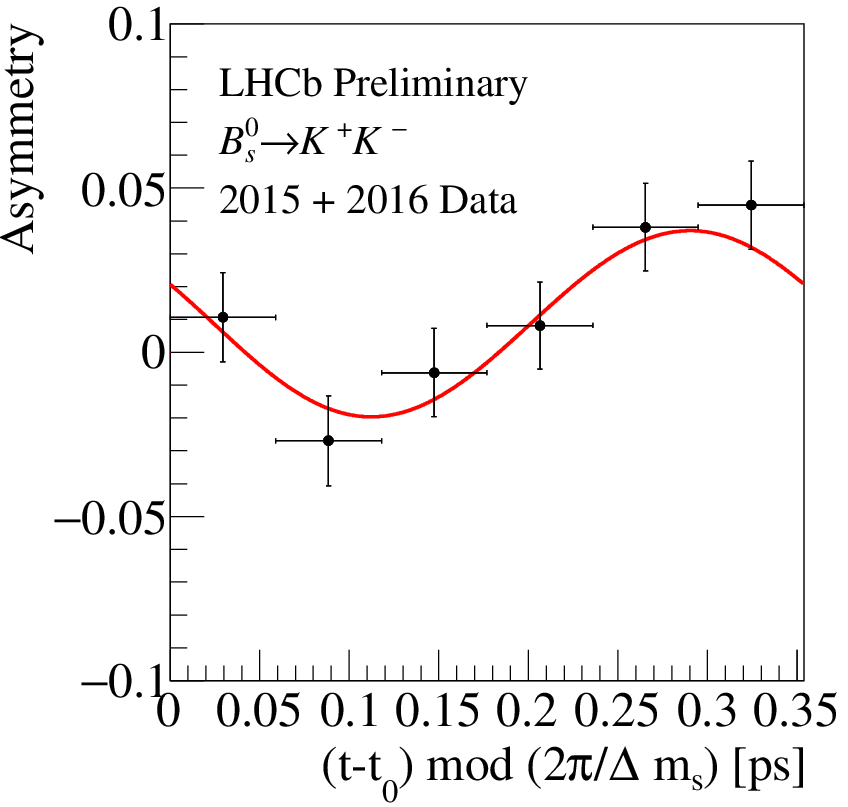 Asymmetry
0.1
0.05
0
−0.05
−0.1
LHCb Preliminary
B⁰ₛ→K⁺K⁻
2015 + 2016 Data
0 0.05 0.1 0.15 0.2 0.25 0.3 0.35
(t-t₀) mod (2π/Δ mₛ) [ps]